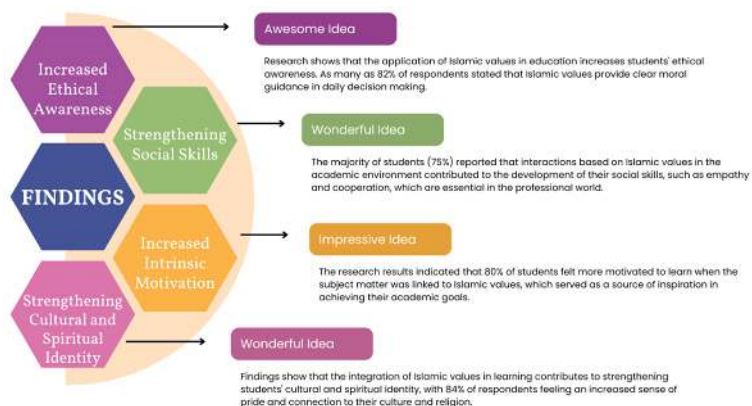 Increased
Ethical
Awareness
Awesome Idea
Research shows that the application of Islamic values in education increases students' ethical
awareness. As many as 82% of respondents stated that Islamic values provide clear moral
guidance in daily decision making.
Strengthening
Social Skills
Wonderful Idea
The majority of students (75%) reported that interactions based on Islamic values in the
academic environment contributed to the development of their social skills, such as empathy
and cooperation, which are essential in the professional world.
FINDINGS
Increased
Intrinsic
Motivation
Impressive Idea
The research results indicated that 80% of students felt more motivated to learn when the
subject matter was linked to Islamic values, which served as a source of inspiration in
achieving their academic goals.
Strengthening
Cultural and
Spiritual
Identity
Wonderful Idea
Findings show that the integration of Islamic values in learning contributes to strengthening
students' cultural and spiritual identity, with 84% of respondents feeling an increased sense of
pride and connection to their culture and religion.